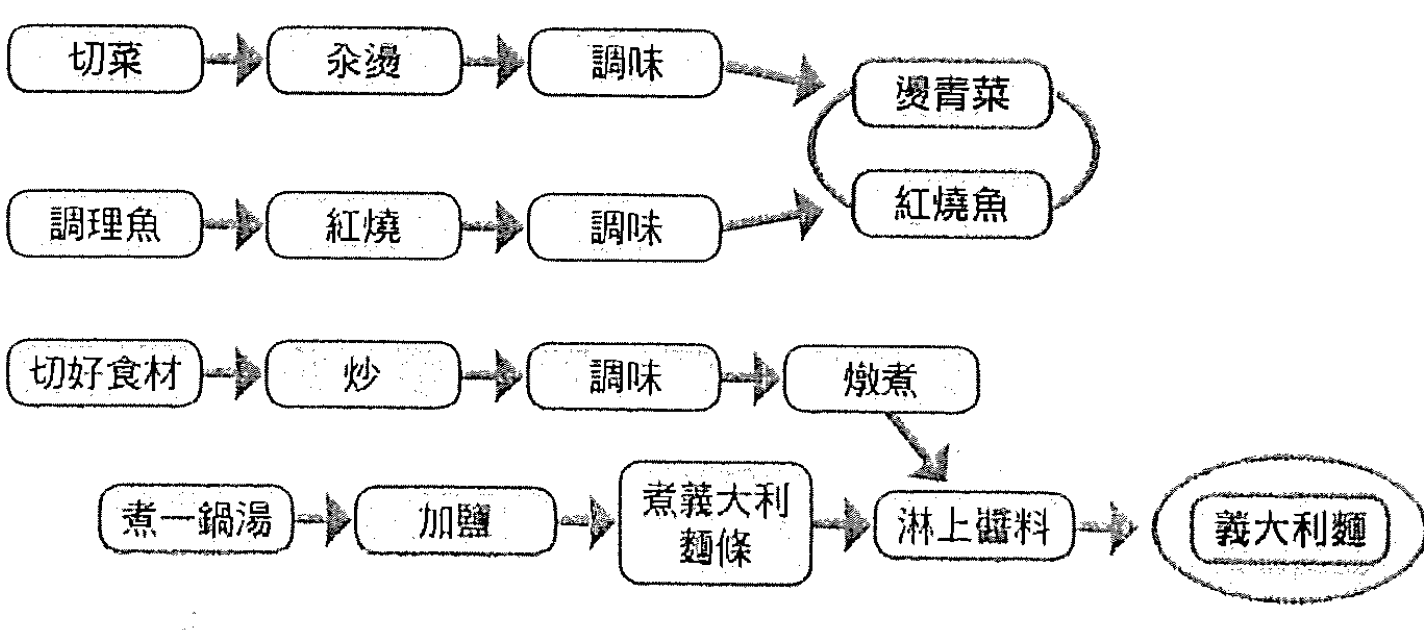 切菜
汆燙
調味
燙青菜
調理魚
紅燒
調味
紅燒魚
切好食材
炒
調味
燉煮
煮一鍋湯
加鹽
煮義大利
麵條
淋上醬料
義大利麵